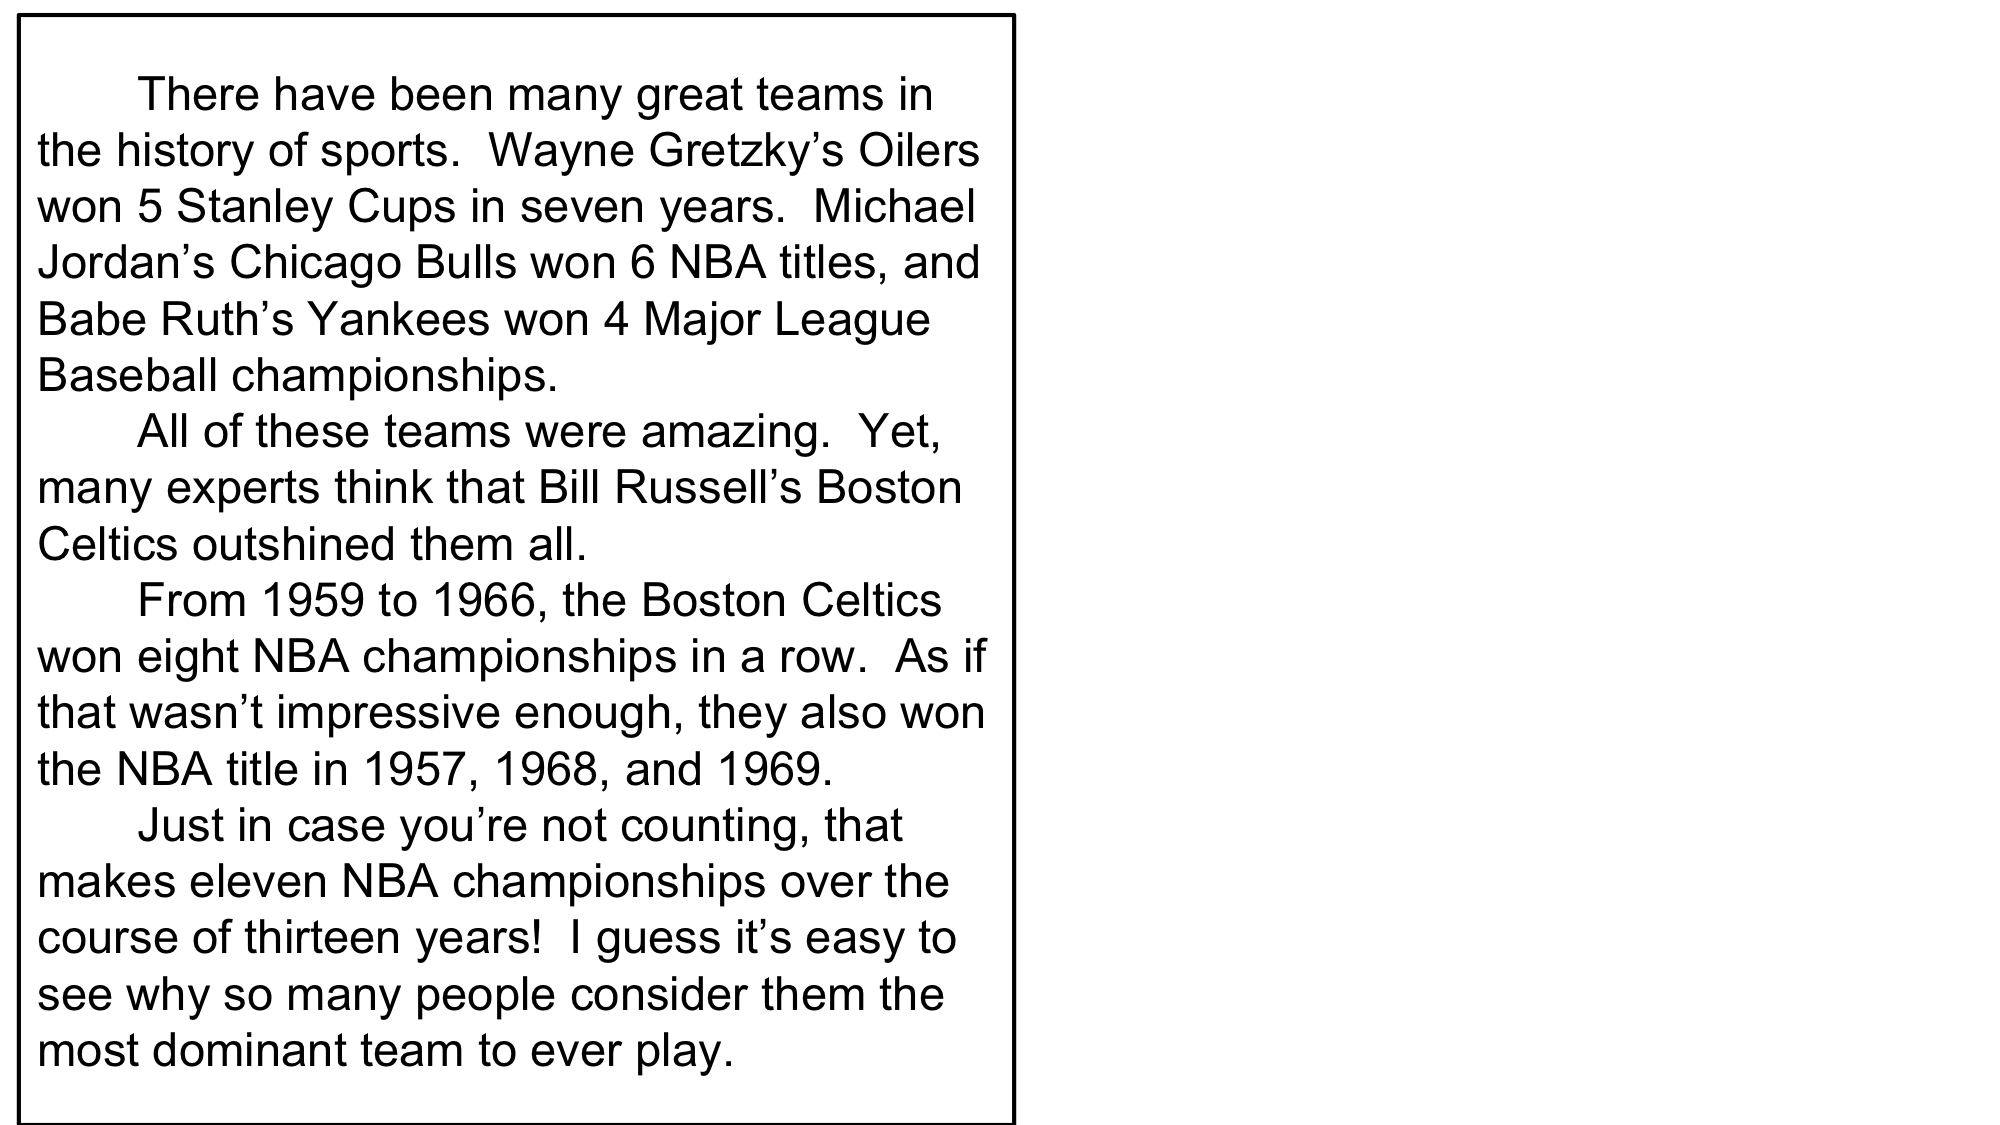 There have been many great teams in
the history of sports.  Wayne Gretzky’s Oilers
won 5 Stanley Cups in seven years.  Michael
Jordan’s Chicago Bulls won 6 NBA titles, and
Babe Ruth’s Yankees won 4 Major League
Baseball championships.
All of these teams were amazing.  Yet,
many experts think that Bill Russell’s Boston
Celtics outshined them all.
From 1959 to 1966, the Boston Celtics
won eight NBA championships in a row.  As if
that wasn’t impressive enough, they also won
the NBA title in 1957, 1968, and 1969.
Just in case you’re not counting, that
makes eleven NBA championships over the
course of thirteen years!  I guess it’s easy to
see why so many people consider them the
most dominant team to ever play.